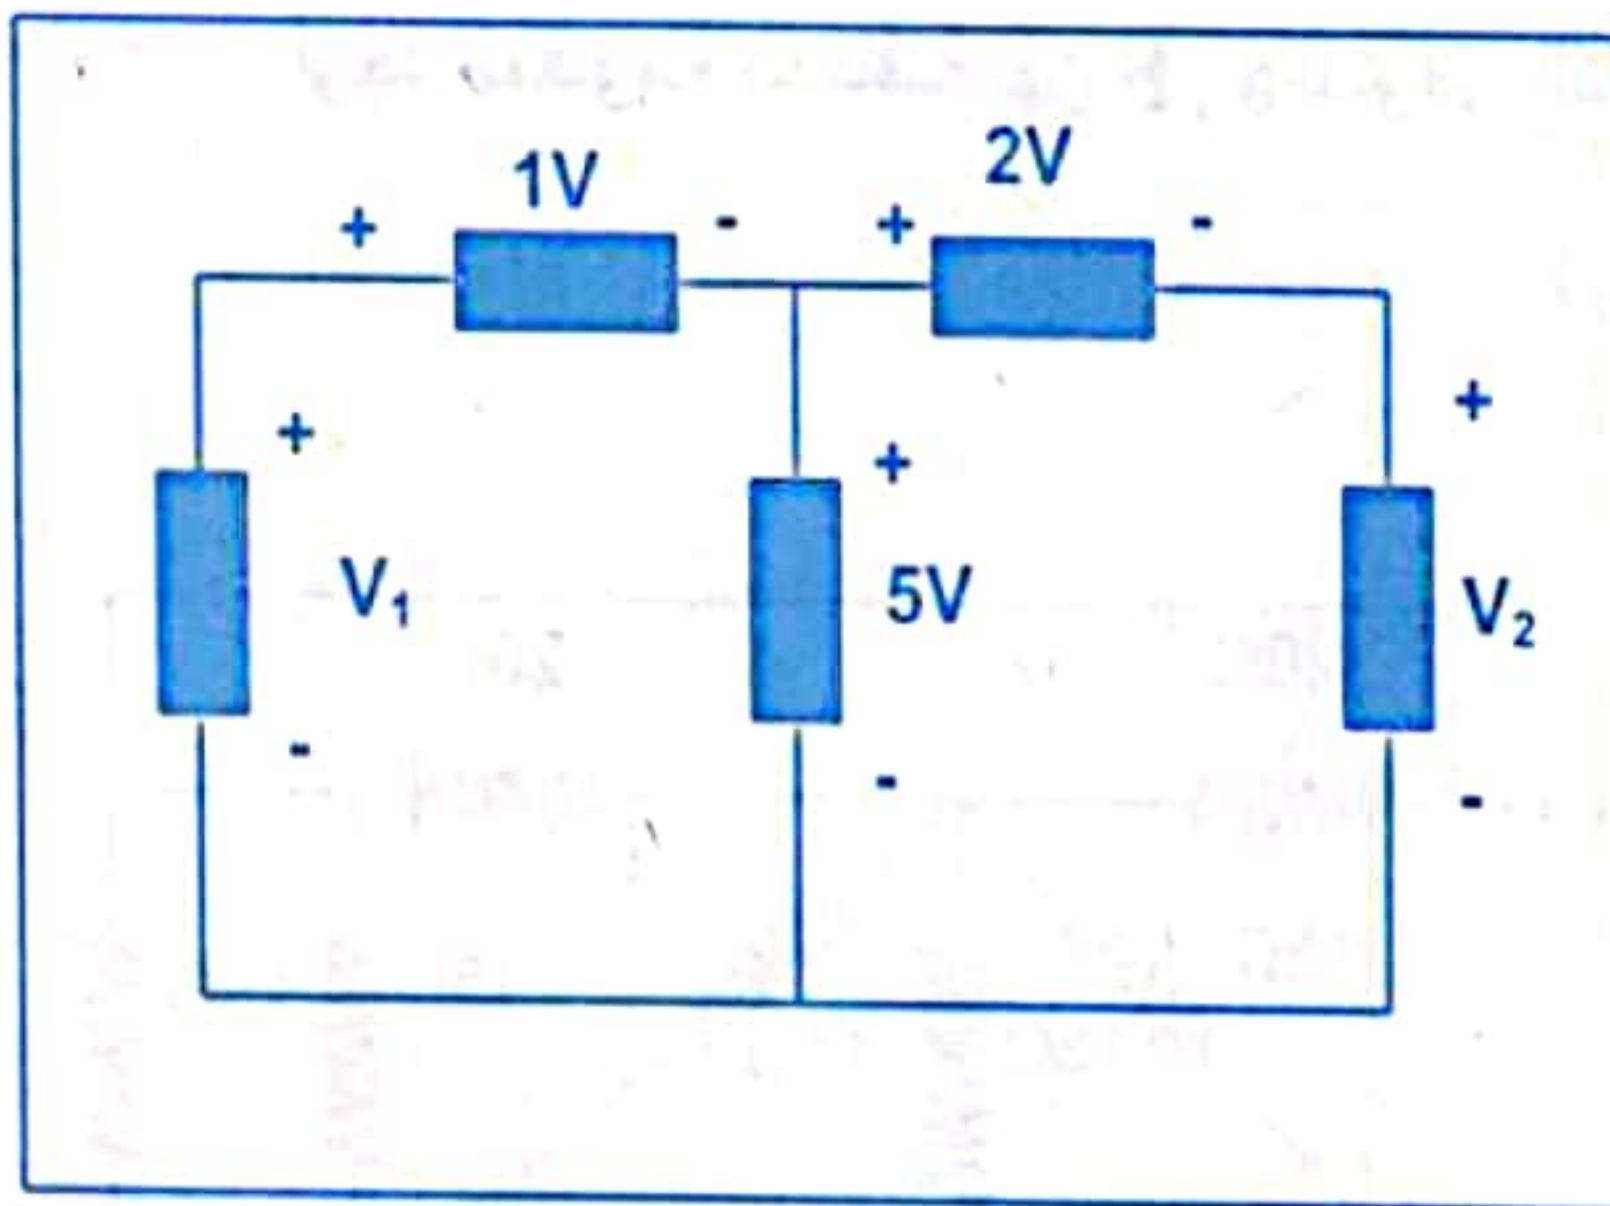 1V
2V
+ - + -
+
+ +
V₁ 5V V₂
- - -